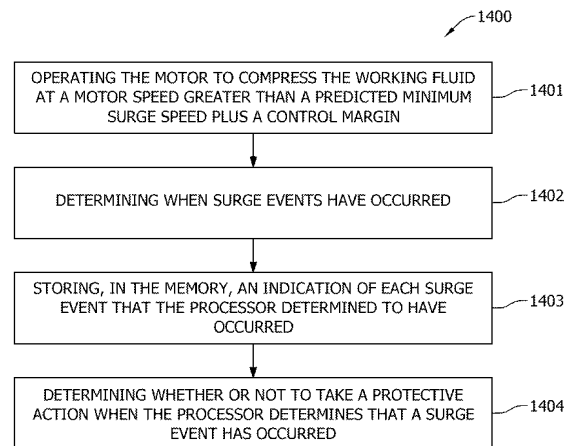 1400
OPERATING THE MOTOR TO COMPRESS THE WORKING FLUID
AT A MOTOR SPEED GREATER THAN A PREDICTED MINIMUM
SURGE SPEED PLUS A CONTROL MARGIN
1401
DETERMINING WHEN SURGE EVENTS HAVE OCCURRED
1402
STORING, IN THE MEMORY, AN INDICATION OF EACH SURGE
EVENT THAT THE PROCESSOR DETERMINED TO HAVE
OCCURRED
1403
DETERMINING WHETHER OR NOT TO TAKE A PROTECTIVE
ACTION WHEN THE PROCESSOR DETERMINES THAT A SURGE
EVENT HAS OCCURRED
1404